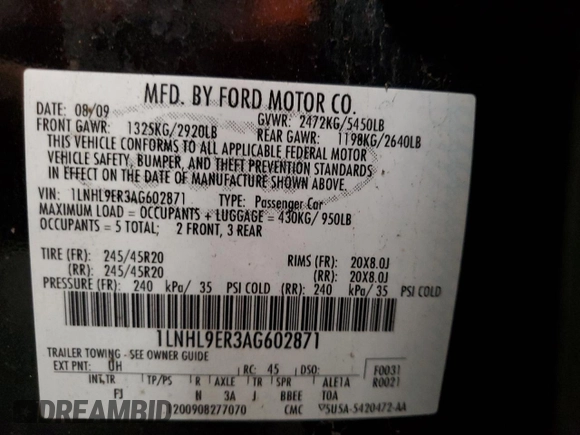 MFD. BY FORD MOTOR CO.
DATE: 08/09 GVWR: 2472KG/5450LB
FRONT GAWR: 1325KG/2920LB REAR GAWR: 1198KG/2640LB
THIS VEHICLE CONFORMS TO ALL APPLICABLE FEDERAL MOTOR
VEHICLE SAFETY, BUMPER, AND THEFT PREVENTION STANDARDS
IN EFFECT ON THE DATE OF MANUFACTURE SHOWN ABOVE.
VIN: 1LNHL9ER3AG602871 TYPE: Passenger Car
MAXIMUM LOAD = OCCUPANTS + LUGGAGE = 430KG/ 950LB
OCCUPANTS = 5 TOTAL; 2 FRONT, 3 REAR
TIRE (FR): 245/45R20 RIMS (FR): 20X8.0J
(RR): 245/45R20 (RR): 20X8.0J
PRESSURE (FR): 240 kPa/ 35 PSI COLD (RR): 240 kPa/ 35 PSI COLD
1LNHL9ER3AG602871
TRAILER TOWING - SEE OWNER GUIDE
EXT PNT: UH RC: 45 DSO: F0031
R0021
INT.TR TP/PS R AXLE TR SPR ALE1A
FJ N 3A J BBEE TOA
200908277070 CMC 5USA-5420472-AA
DREAMBID